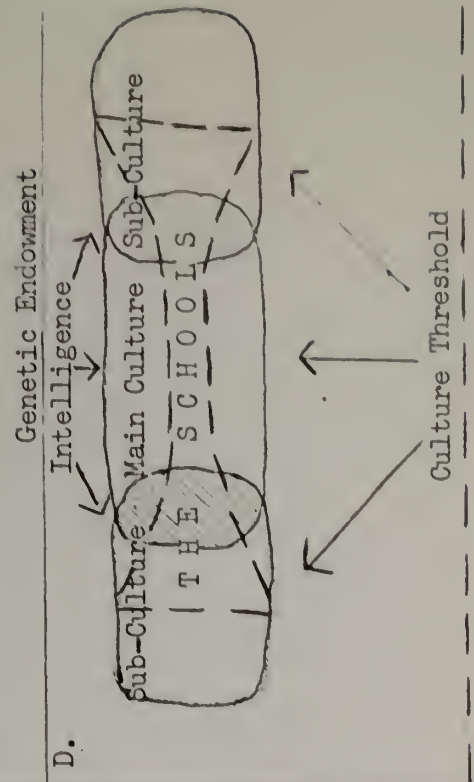 Genetic Endowment
D.
Intelligence
Sub-Culture Main Culture Sub-Culture
THE SCHOOLS
Culture Threshold